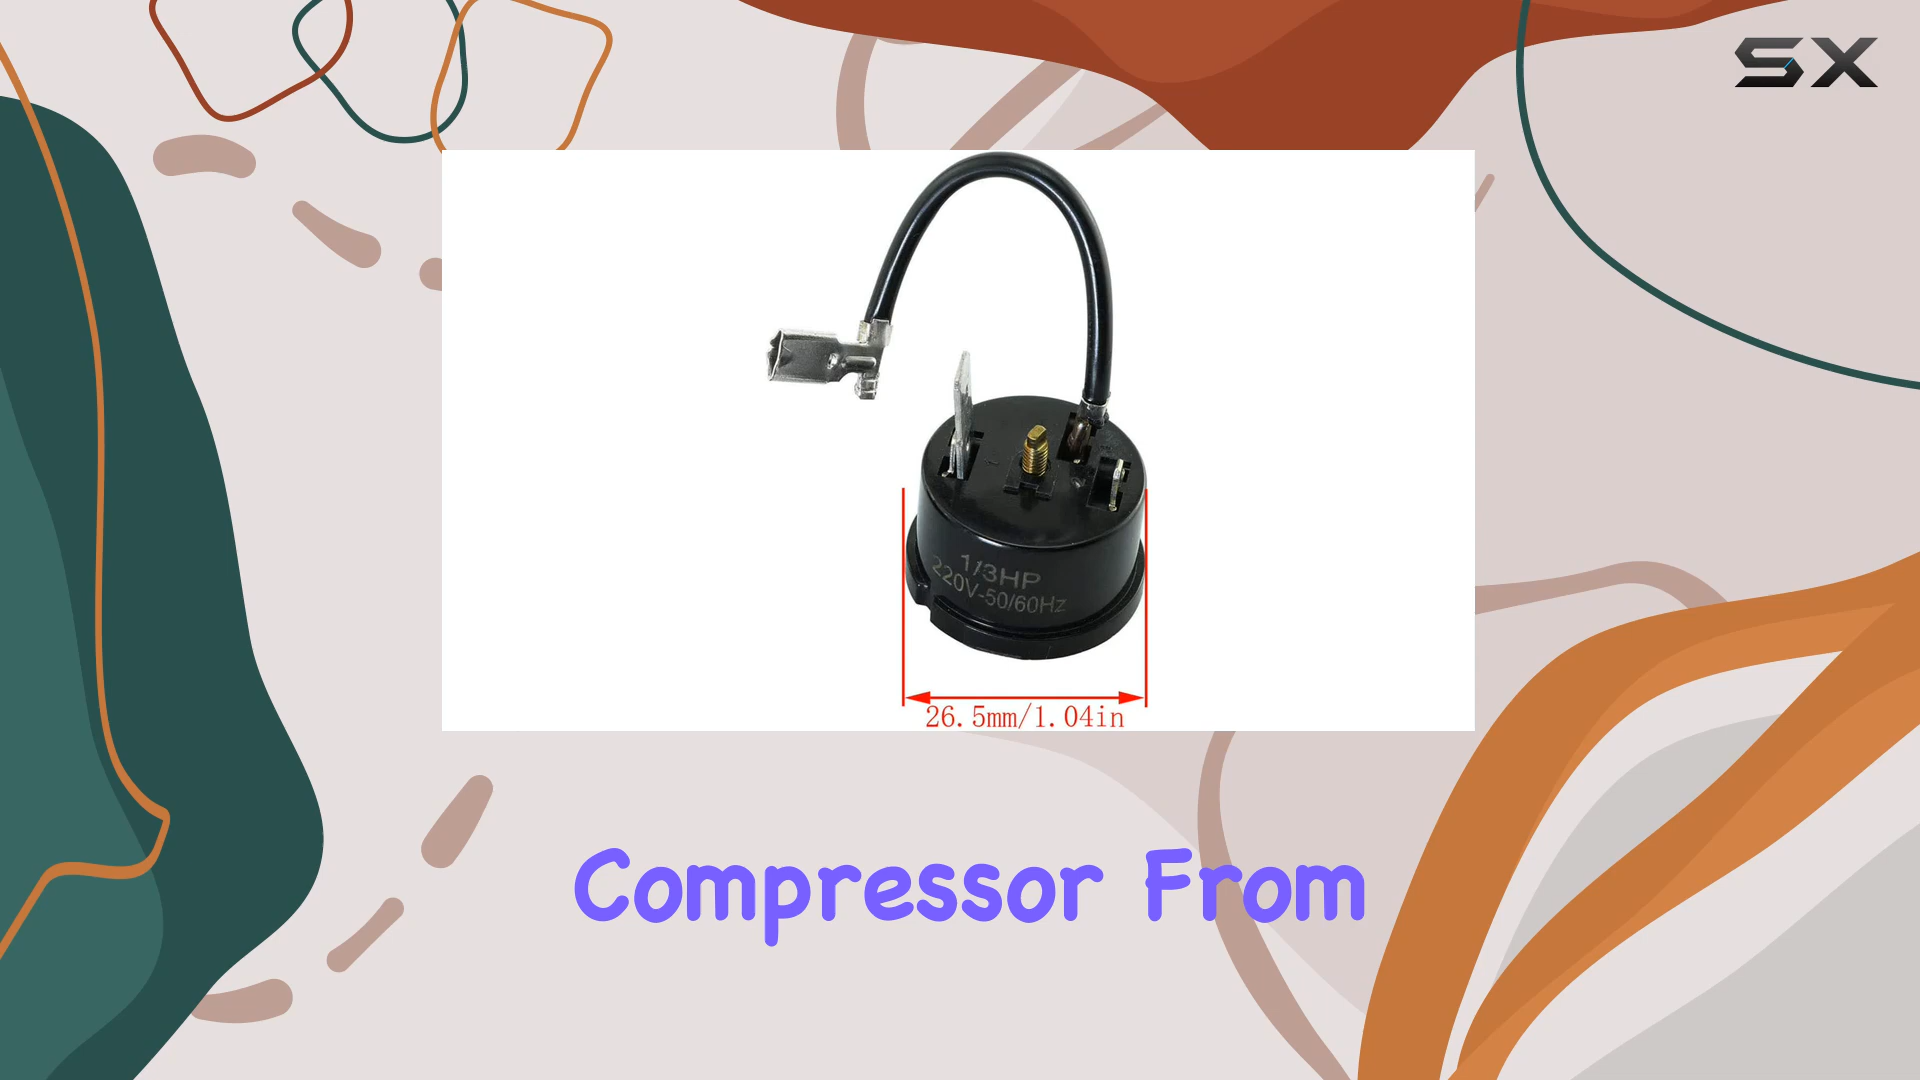 SX
1/3HP
220V-50/60Hz
26.5mm/1.04in
Compressor From